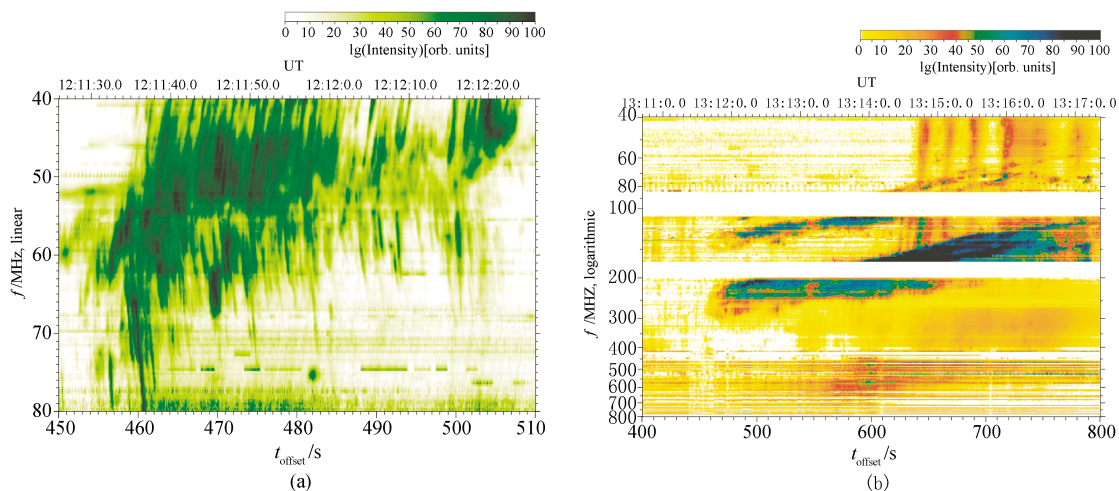 0 10 20 30 40 50 60 70 80 90 100
lg(Intensity)[orb. units]
UT
12:11:30.0 12:11:40.0 12:11:50.0 12:12:00.0 12:12:10.0 12:12:20.0
40
50
60
70
80
f/MHz, linear
450 460 470 480 490 500 510
t offset /s
(a)
0 10 20 30 40 50 60 70 80 90 100
lg(Intensity)[orb. units]
UT
13:11:0.0 13:12:0.0 13:13:0.0 13:14:0.0 13:15:0.0 13:16:0.0 13:17:0.0
40
60
80
100
200
300
400
500
600
700
800
f /MHZ, logarithmic
400 500 600 700 800
t offset /s
(b)